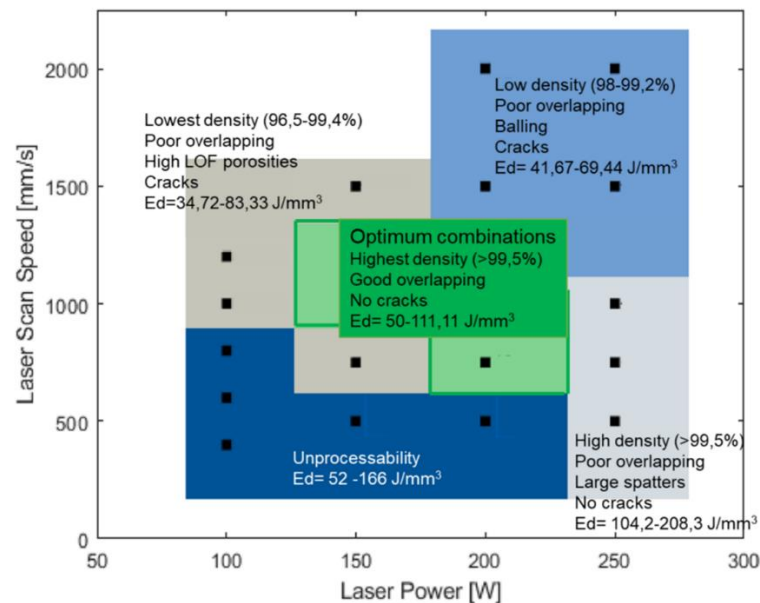 2000
1500
1000
500
0
50
100
150
200
250
300
Laser Scan Speed [mm/s]
Laser Power [W]
Lowest density (96,5-99,4%)
Poor overlapping
High LOF porosities
Cracks
Ed=34,72-83,33 J/mm³
Low density (98-99,2%)
Poor overlapping
Balling
Cracks
Ed= 41,67-69,44 J/mm³
Optimum combinations
Highest density (>99,5%)
Good overlapping
No cracks
Ed= 50-111,11 J/mm³
Unprocessability
Ed= 52 -166 J/mm³
High density (>99,5%)
Poor overlapping
Large spatters
No cracks
Ed= 104,2-208,3 J/mm³